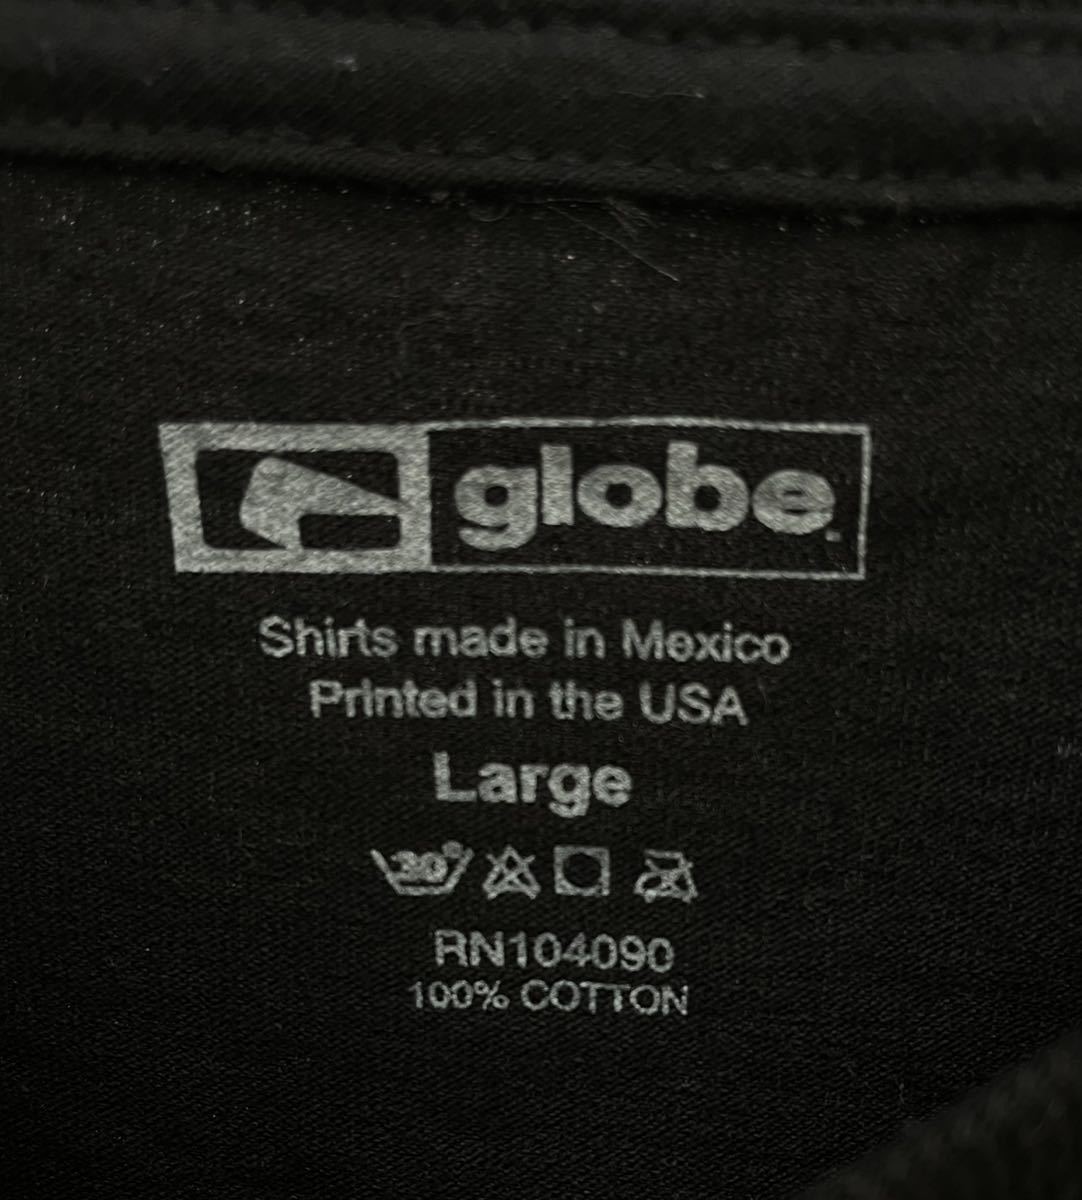 globe.
Shirts made in Mexico
Printed in the USA
Large
30°
RN104090
100% COTTON